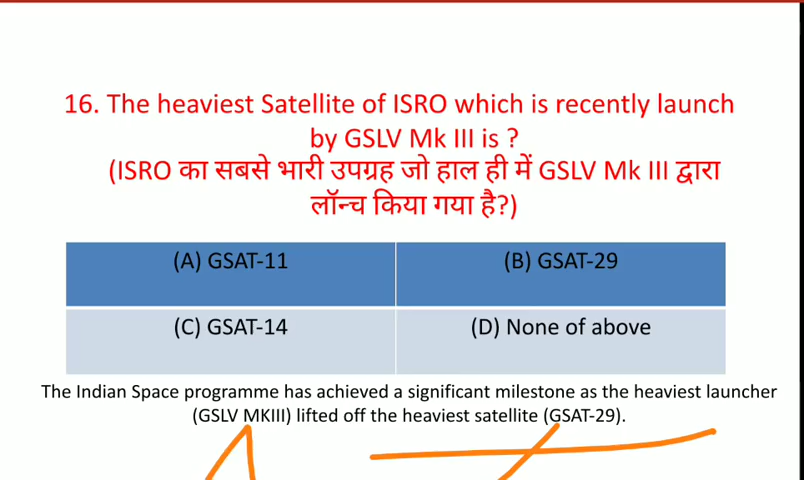 16. The heaviest Satellite of ISRO which is recently launch
by GSLV Mk III is ?
(ISRO का सबसे भारी उपग्रह जो हाल ही में GSLV Mk III द्वारा
लॉन्च किया गया है?)
(A) GSAT-11
(B) GSAT-29
(C) GSAT-14
(D) None of above
The Indian Space programme has achieved a significant milestone as the heaviest launcher
(GSLV MKIII) lifted off the heaviest satellite (GSAT-29).